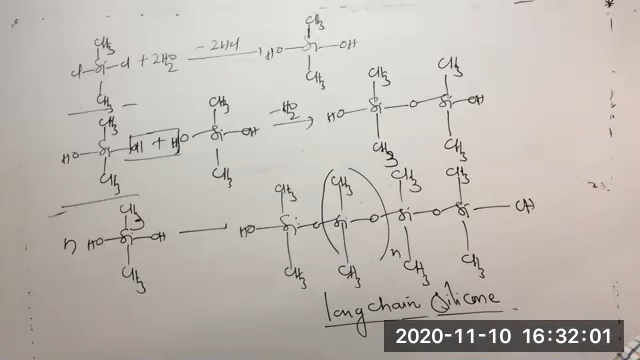 CH3
Cl-Si-Cl + 2H2O - 2HCl HO-Si-OH
CH3
CH3 CH3
HO-Si-OH + HO-Si-OH -H2O HO-Si-O-Si-OH
CH3 CH3
n HO-Si-OH HO-Si-O(Si-O)n Si-O-Si-OH
CH3 CH3
long chain Silicone
2020-11-10 16:32:01